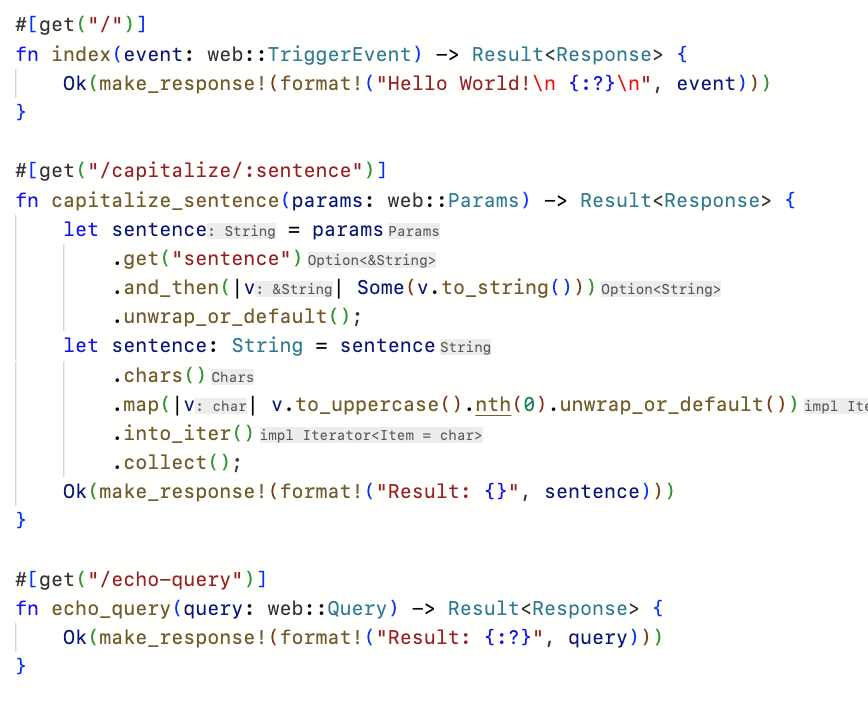 #[get("/")]
fn index(event: web::TriggerEvent) -> Result<Response> {
    Ok(make_response!(format!("Hello World!\n {:?}\n", event)))
}

#[get("/capitalize/:sentence")]
fn capitalize_sentence(params: web::Params) -> Result<Response> {
    let sentence: String = params Params
        .get("sentence") Option<&String>
        .and_then(|v: &String| Some(v.to_string())) Option<String>
        .unwrap_or_default();
    let sentence: String = sentence String
        .chars() Chars
        .map(|v: char| v.to_uppercase().nth(0).unwrap_or_default()) impl Ite
        .into_iter() impl Iterator<Item = char>
        .collect();
    Ok(make_response!(format!("Result: {}", sentence)))
}

#[get("/echo-query")]
fn echo_query(query: web::Query) -> Result<Response> {
    Ok(make_response!(format!("Result: {:?}", query)))
}